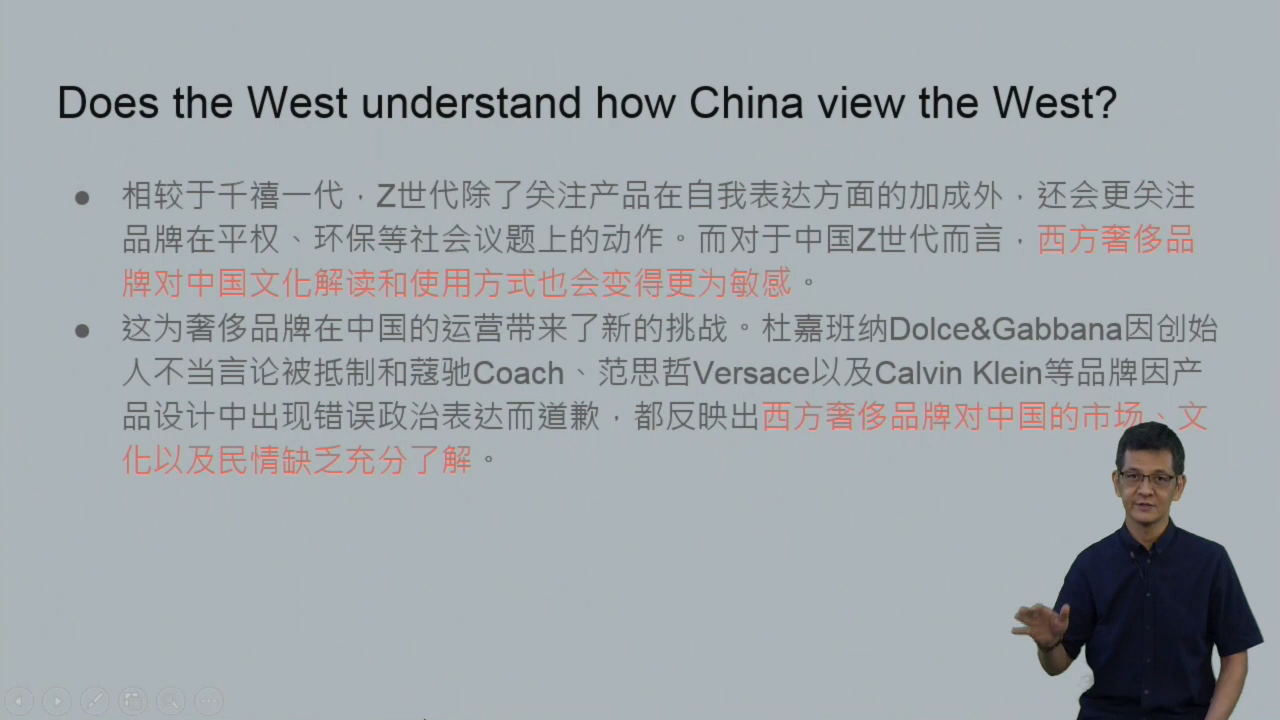 Does the West understand how China view the West?
● 相较于千禧一代，Z世代除了关注产品在自我表达方面的加成外，还会更关注
品牌在平权、环保等社会议题上的动作。而对于中国Z世代而言，西方奢侈品
牌对中国文化解读和使用方式也会变得更为敏感。
● 这为奢侈品牌在中国的运营带来了新的挑战。杜嘉班纳Dolce&Gabbana因创始
人不当言论被抵制和蔻驰Coach、范思哲Versace以及Calvin Klein等品牌因产
品设计中出现错误政治表达而道歉，都反映出西方奢侈品牌对中国的市场、文
化以及民情缺乏充分了解。